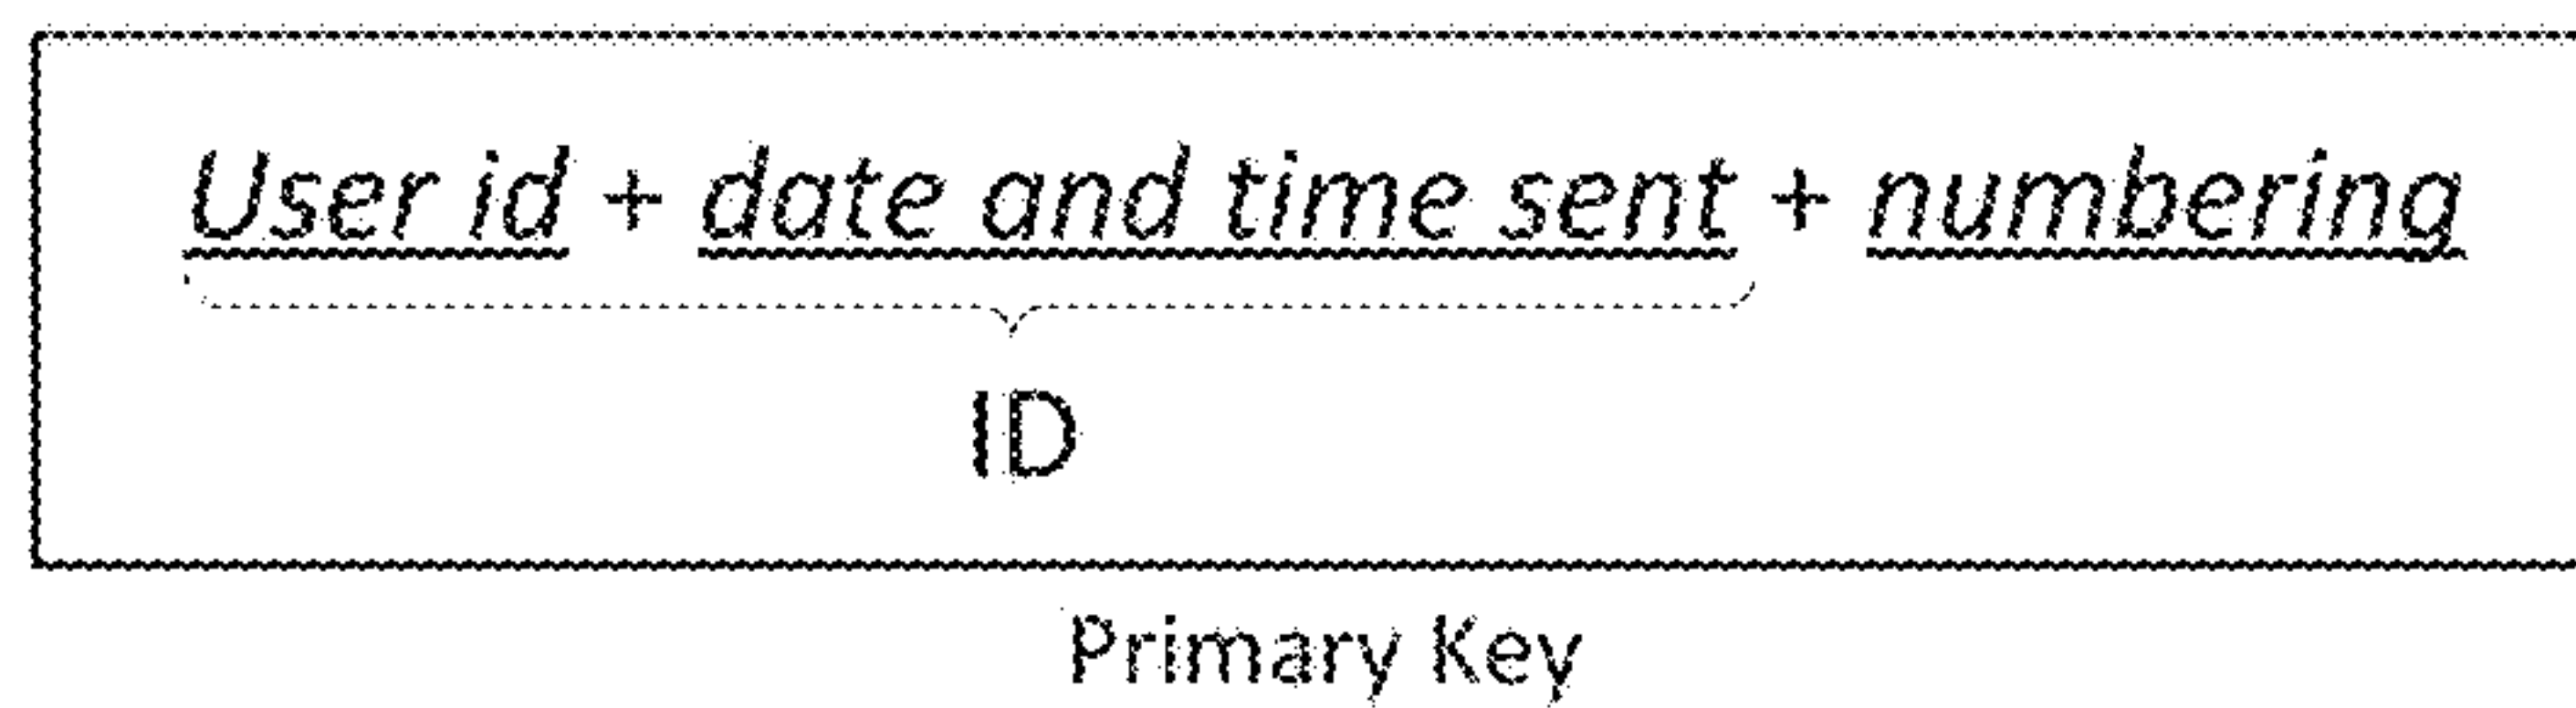 User id + date and time sent + numbering
ID
Primary Key